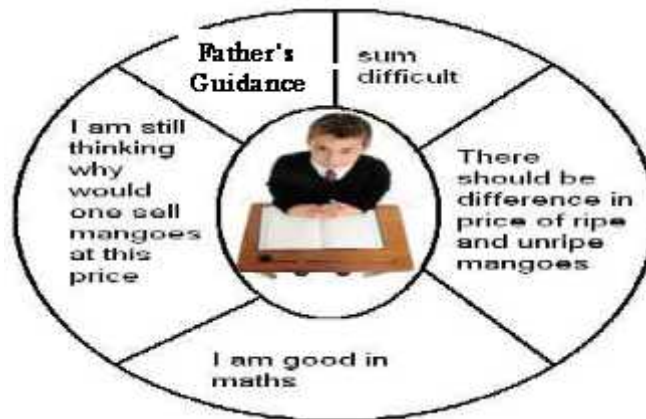 Father's
Guidance
sum
difficult
There
should be
difference in
price of ripe
and unripe
mangoes
I am good in
maths
I am still
thinking
why
would
one sell
mangoes
at this
price